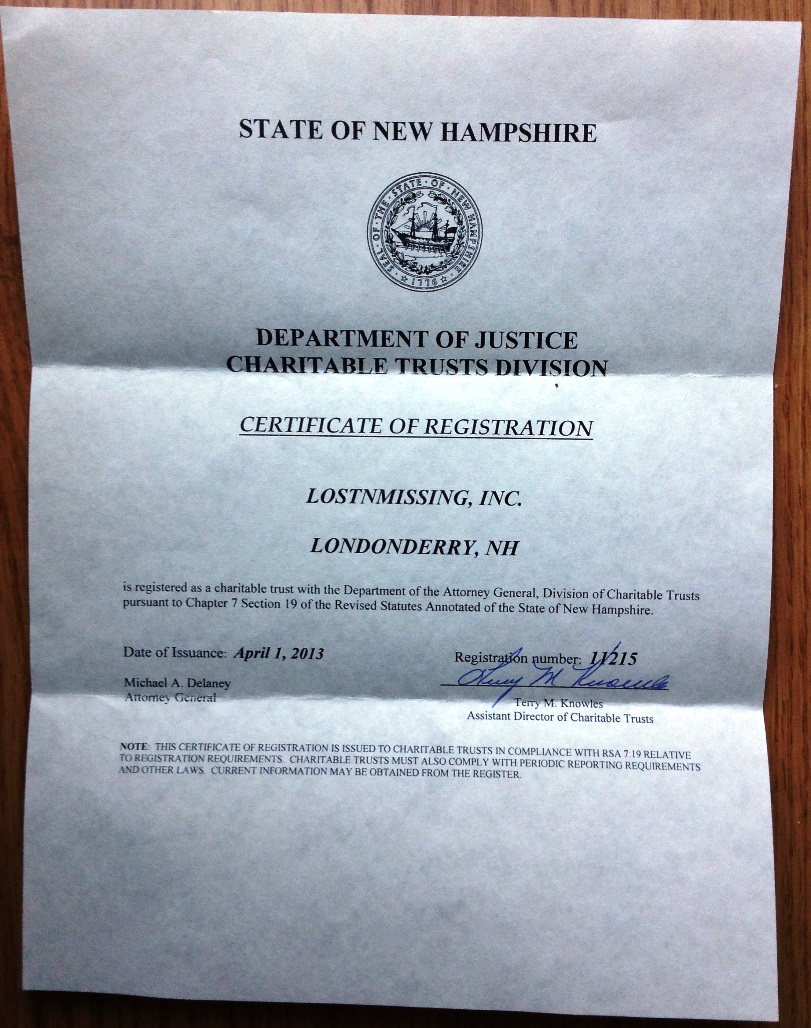 STATE OF NEW HAMPSHIRE
SEAL · OF · THE · STATE · OF · NEW HAMPSHIRE
1776
DEPARTMENT OF JUSTICE
CHARITABLE TRUSTS DIVISION
CERTIFICATE OF REGISTRATION
LOSTNMISSING, INC.
LONDONDERRY, NH
is registered as a charitable trust with the Department of the Attorney General, Division of Charitable Trusts
pursuant to Chapter 7 Section 19 of the Revised Statutes Annotated of the State of New Hampshire.
Date of Issuance: April 1, 2013
Michael A. Delaney
Attorney General
Registration number: 11215
Terry M Knowles
Terry M. Knowles
Assistant Director of Charitable Trusts
NOTE: THIS CERTIFICATE OF REGISTRATION IS ISSUED TO CHARITABLE TRUSTS IN COMPLIANCE WITH RSA 7:19 RELATIVE
TO REGISTRATION REQUIREMENTS. CHARITABLE TRUSTS MUST ALSO COMPLY WITH PERIODIC REPORTING REQUIREMENTS
AND OTHER LAWS. CURRENT INFORMATION MAY BE OBTAINED FROM THE REGISTER.